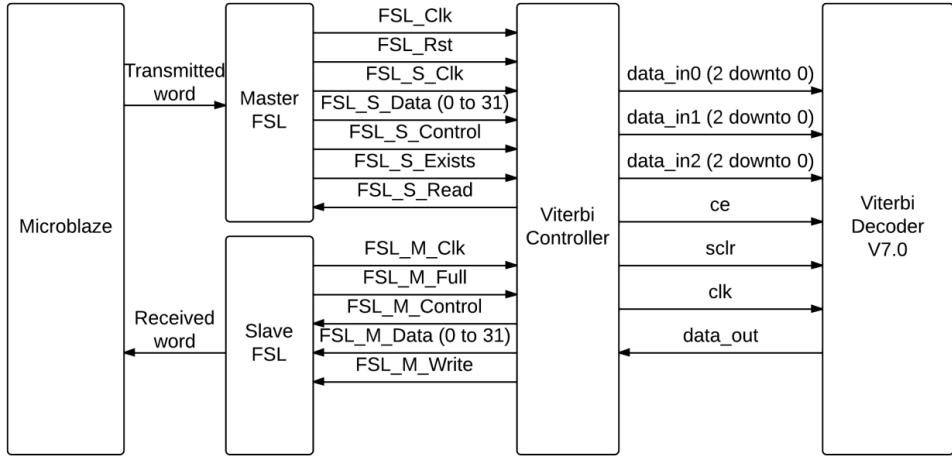 Microblaze
Transmitted
word
Received
word
Master
FSL
Slave
FSL
FSL_Clk
FSL_Rst
FSL_S_Clk
FSL_S_Data (0 to 31)
FSL_S_Control
FSL_S_Exists
FSL_S_Read
FSL_M_Clk
FSL_M_Full
FSL_M_Control
FSL_M_Data (0 to 31)
FSL_M_Write
Viterbi
Controller
data_in0 (2 downto 0)
data_in1 (2 downto 0)
data_in2 (2 downto 0)
ce
sclr
clk
data_out
Viterbi
Decoder
V7.0